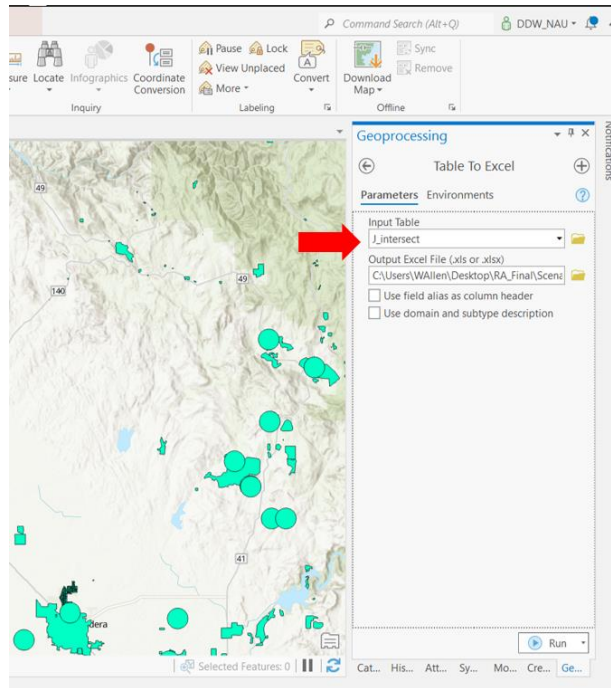 Command Search (Alt+Q)
DDW_NAU
sure
Locate
Infographics
Coordinate
Conversion
Inquiry
Pause
Lock
View Unplaced
More
Convert
Labeling
Download
Map
Sync
Remove
Offline
Notifications
Geoprocessing
Table To Excel
Parameters Environments
Input Table
J_intersect
Output Excel File (.xls or .xlsx)
C:\Users\WAllen\Desktop\RA_Final\Scena
Use field alias as column header
Use domain and subtype description
49
49
140
41
dera
Run
Selected Features: 0
Cat... His... Att... Sy... Mo... Cre... Ge...